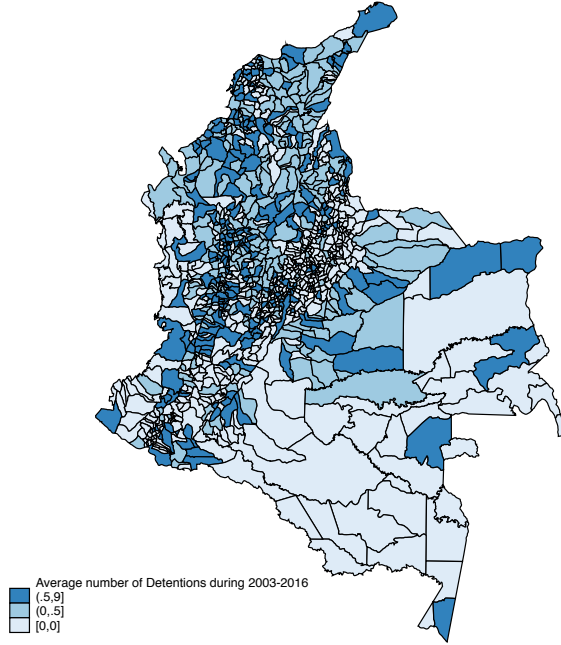 Average number of Detentions during 2003-2016
(.5,9]
(0,.5]
[0,0]